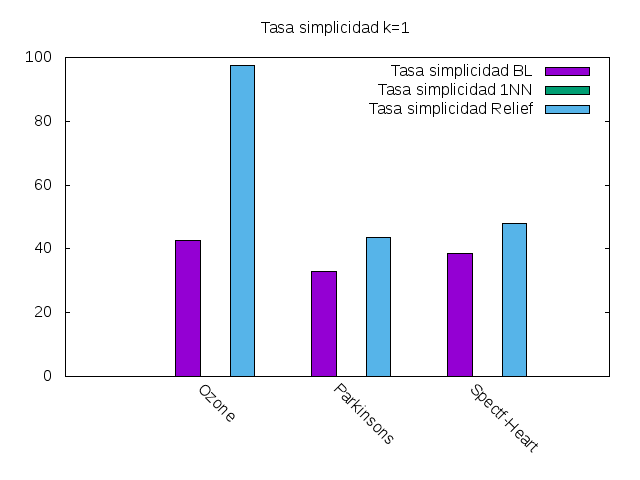 Tasa simplicidad k=1
100
80
60
40
20
0
Tasa simplicidad BL
Tasa simplicidad 1NN
Tasa simplicidad Relief
Ozone
Parkinsons
Spectf-Heart